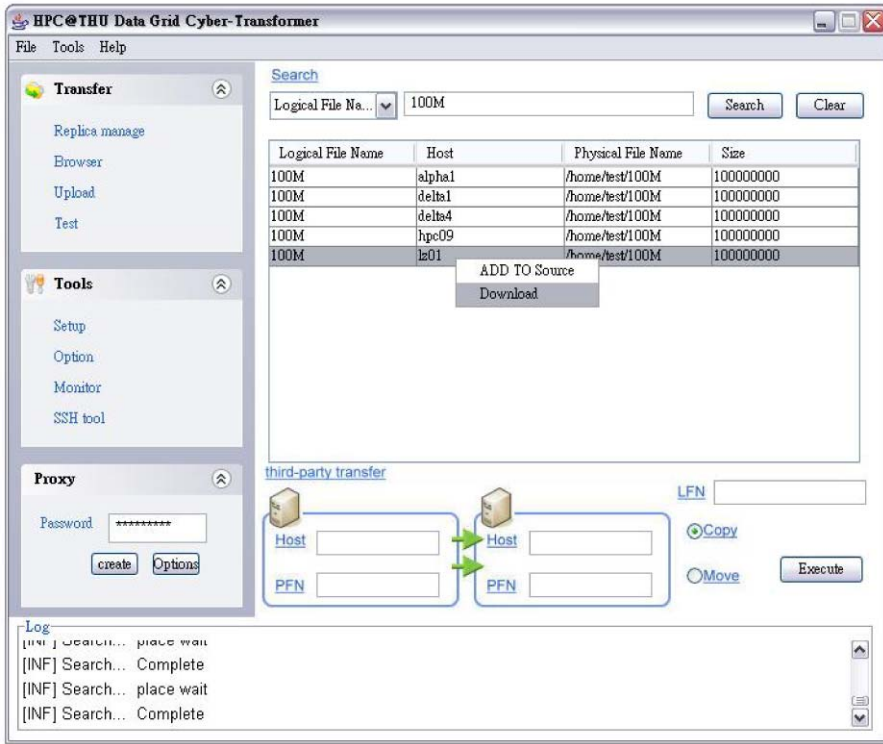 HPC@THU Data Grid Cyber-Transformer
File Tools Help
Transfer
Replica manage
Browser
Upload
Test
Tools
Setup
Option
Monitor
SSH tool
Proxy
Password *********
create Options
Search
Logical File Na... 100M Search Clear
Logical File Name Host Physical File Name Size
100M alpha1 /home/test/100M 100000000
100M delta1 /home/test/100M 100000000
100M delta4 /home/test/100M 100000000
100M hpc09 /home/test/100M 100000000
100M lz01 /home/test/100M 100000000
ADD TO Source
Download
third-party transfer
Host
PFN
Host
PFN
LFN
Copy
Move
Execute
Log
[INF] Search... place wait
[INF] Search... Complete
[INF] Search... place wait
[INF] Search... Complete